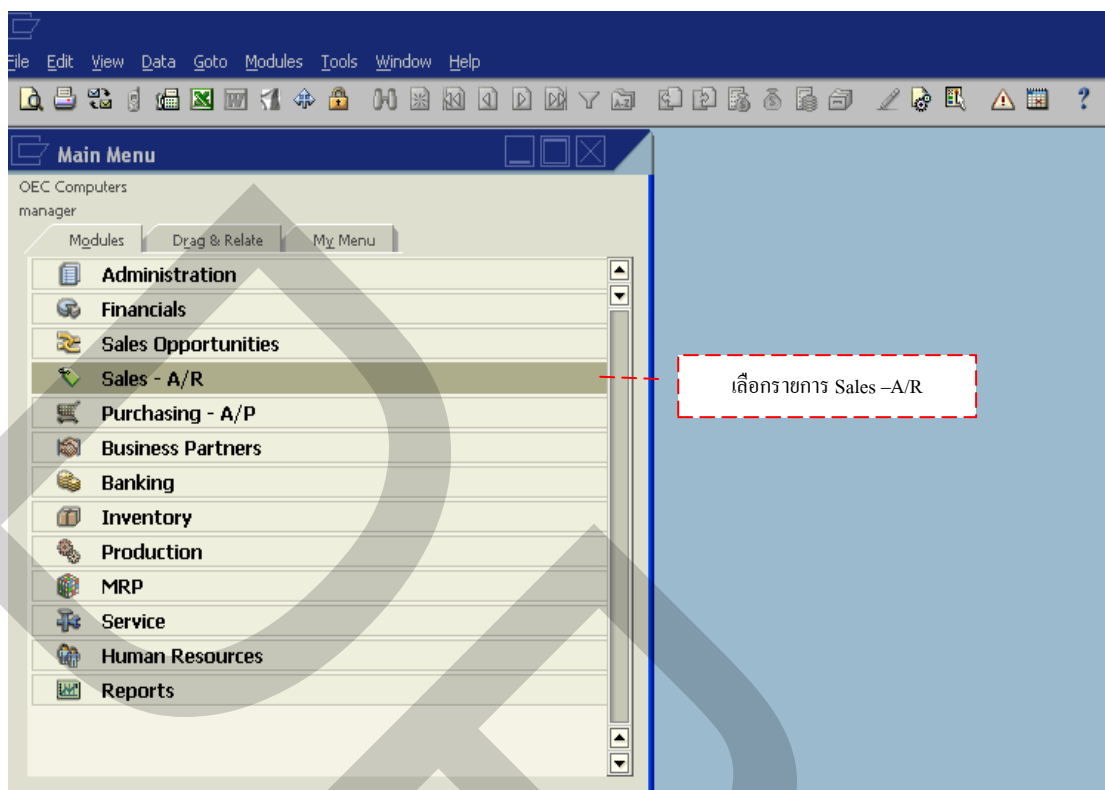 File Edit View Data Goto Modules Tools Window Help
Main Menu
OEC Computers
manager
Modules Drag & Relate My Menu
Administration
Financials
Sales Opportunities
Sales - A/R
เลือกรายการ Sales –A/R
Purchasing - A/P
Business Partners
Banking
Inventory
Production
MRP
Service
Human Resources
Reports